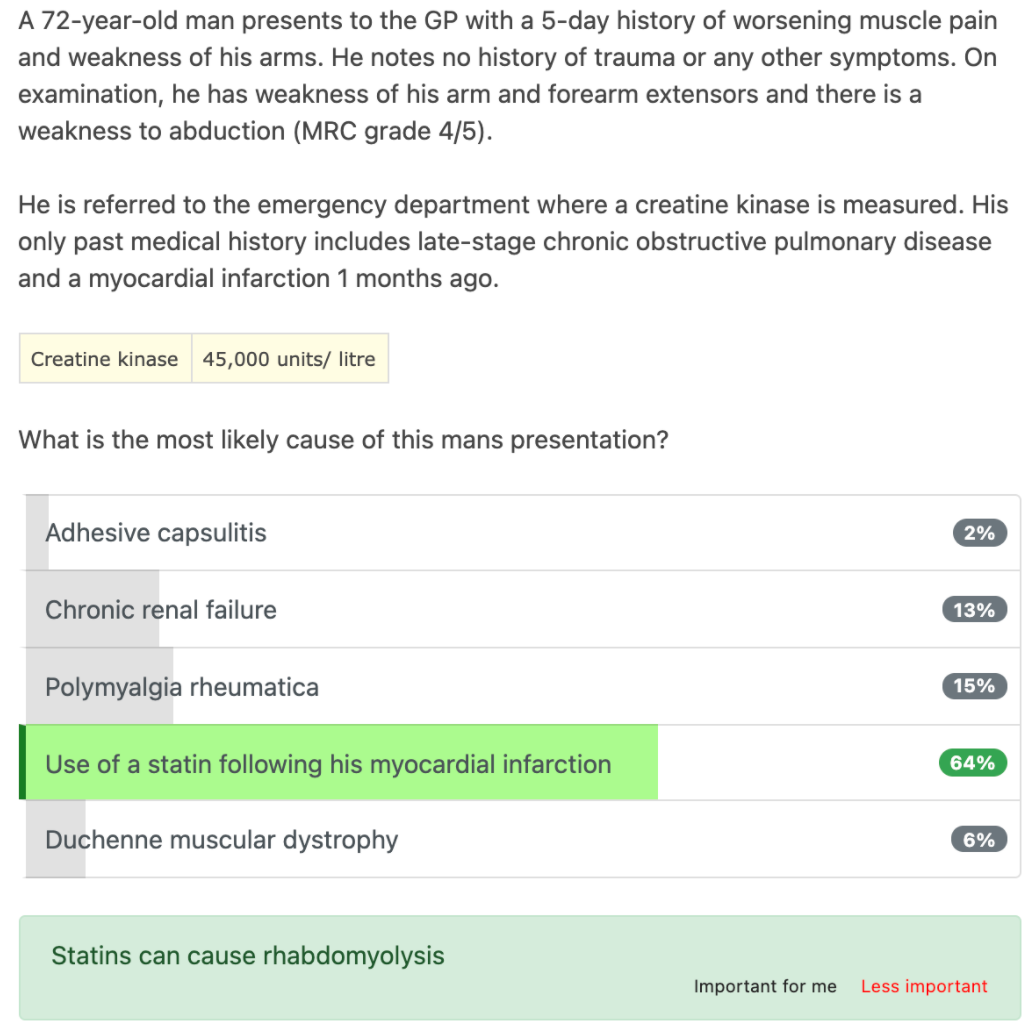 A 72-year-old man presents to the GP with a 5-day history of worsening muscle pain
and weakness of his arms. He notes no history of trauma or any other symptoms. On
examination, he has weakness of his arm and forearm extensors and there is a
weakness to abduction (MRC grade 4/5).
He is referred to the emergency department where a creatine kinase is measured. His
only past medical history includes late-stage chronic obstructive pulmonary disease
and a myocardial infarction 1 months ago.
Creatine kinase 45,000 units/ litre
What is the most likely cause of this mans presentation?
Adhesive capsulitis 2%
Chronic renal failure 13%
Polymyalgia rheumatica 15%
Use of a statin following his myocardial infarction 64%
Duchenne muscular dystrophy 6%
Statins can cause rhabdomyolysis
Important for me Less important